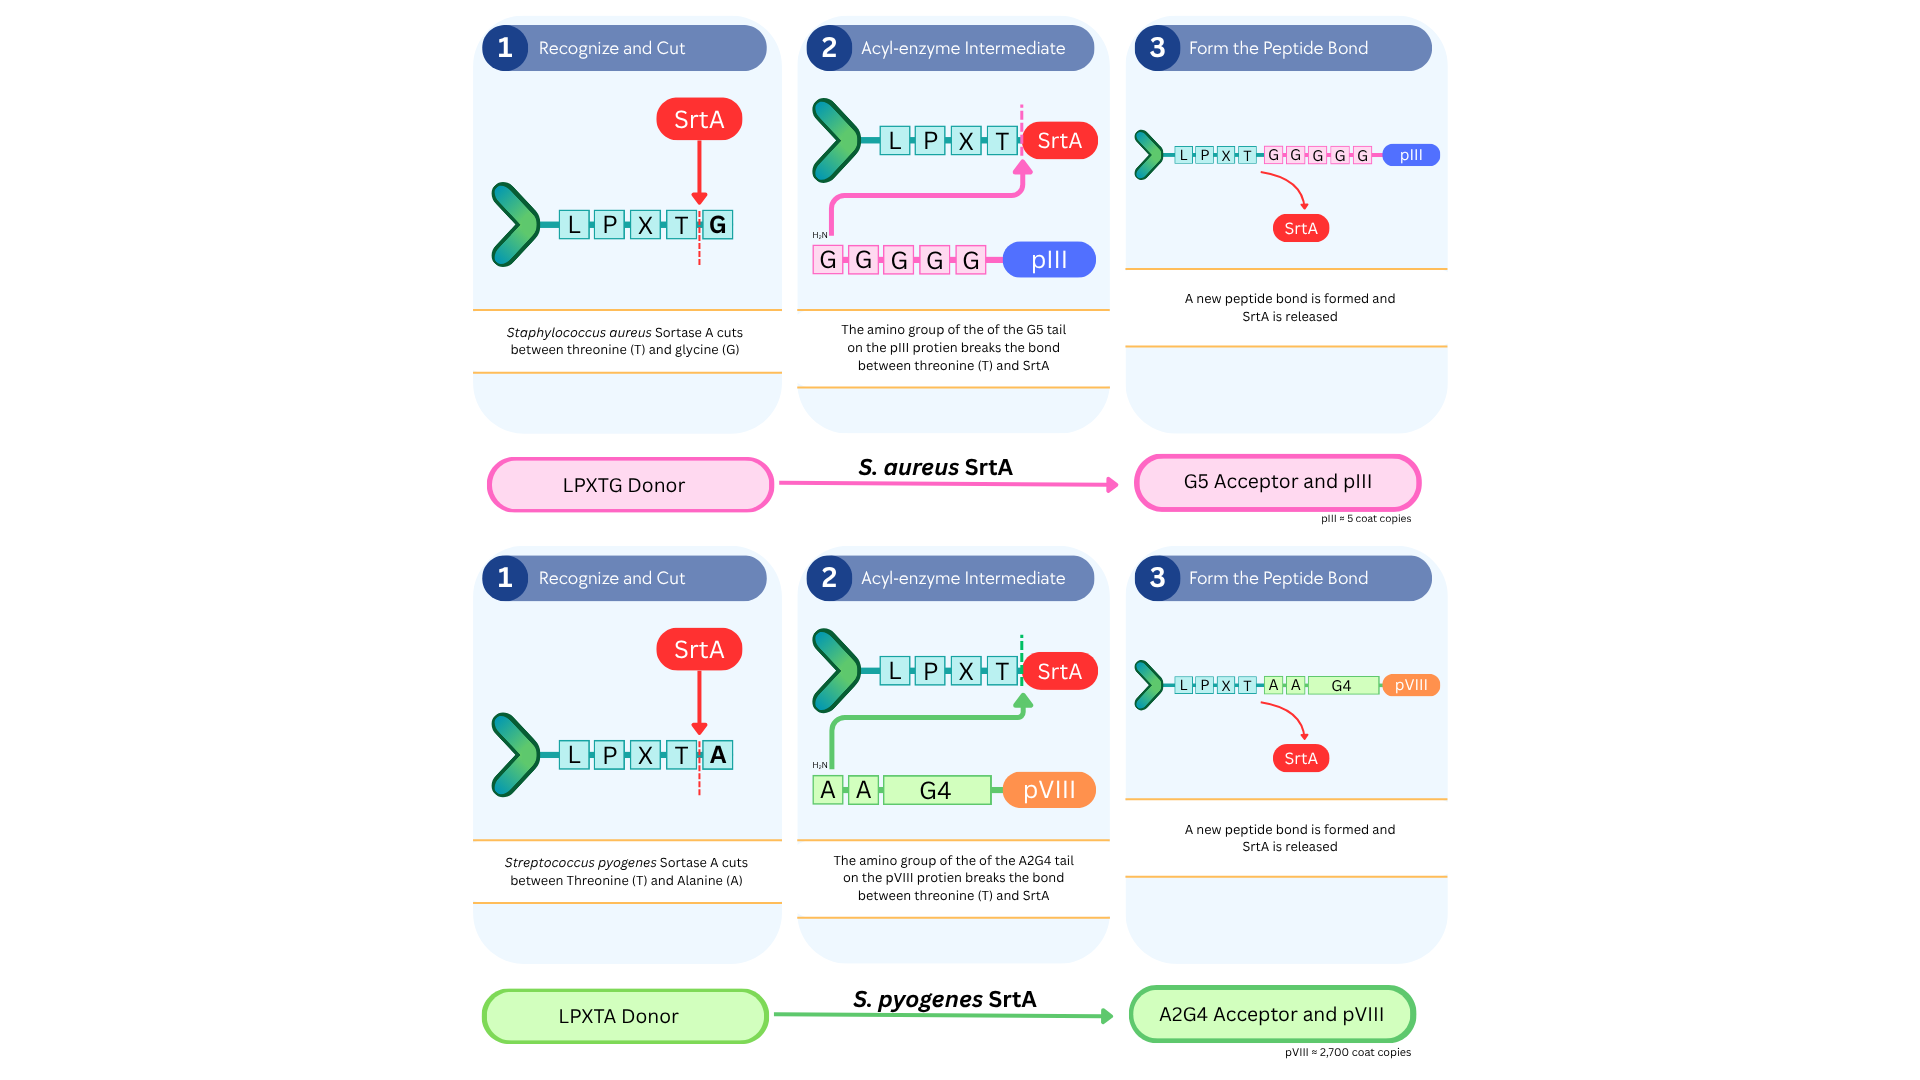 1 Recognize and Cut
SrtA
L P X T G
Staphylococcus aureus Sortase A cuts
between threonine (T) and glycine (G)
2 Acyl-enzyme Intermediate
L P X T SrtA
H₂N
G G G G G pIII
The amino group of the of the G5 tail
on the pIII protien breaks the bond
between threonine (T) and SrtA
3 Form the Peptide Bond
L P X T G G G G G pIII
SrtA
A new peptide bond is formed and
SrtA is released
LPXTG Donor
S. aureus SrtA
G5 Acceptor and pIII
pIII ≈ 5 coat copies
1 Recognize and Cut
SrtA
L P X T A
Streptococcus pyogenes Sortase A cuts
between Threonine (T) and Alanine (A)
2 Acyl-enzyme Intermediate
L P X T SrtA
H₂N
A A G4 pVIII
The amino group of the of the A2G4 tail
on the pVIII protien breaks the bond
between threonine (T) and SrtA
3 Form the Peptide Bond
L P X T A A G4 pVIII
SrtA
A new peptide bond is formed and
SrtA is released
LPXTA Donor
S. pyogenes SrtA
A2G4 Acceptor and pVIII
pVIII ≈ 2,700 coat copies